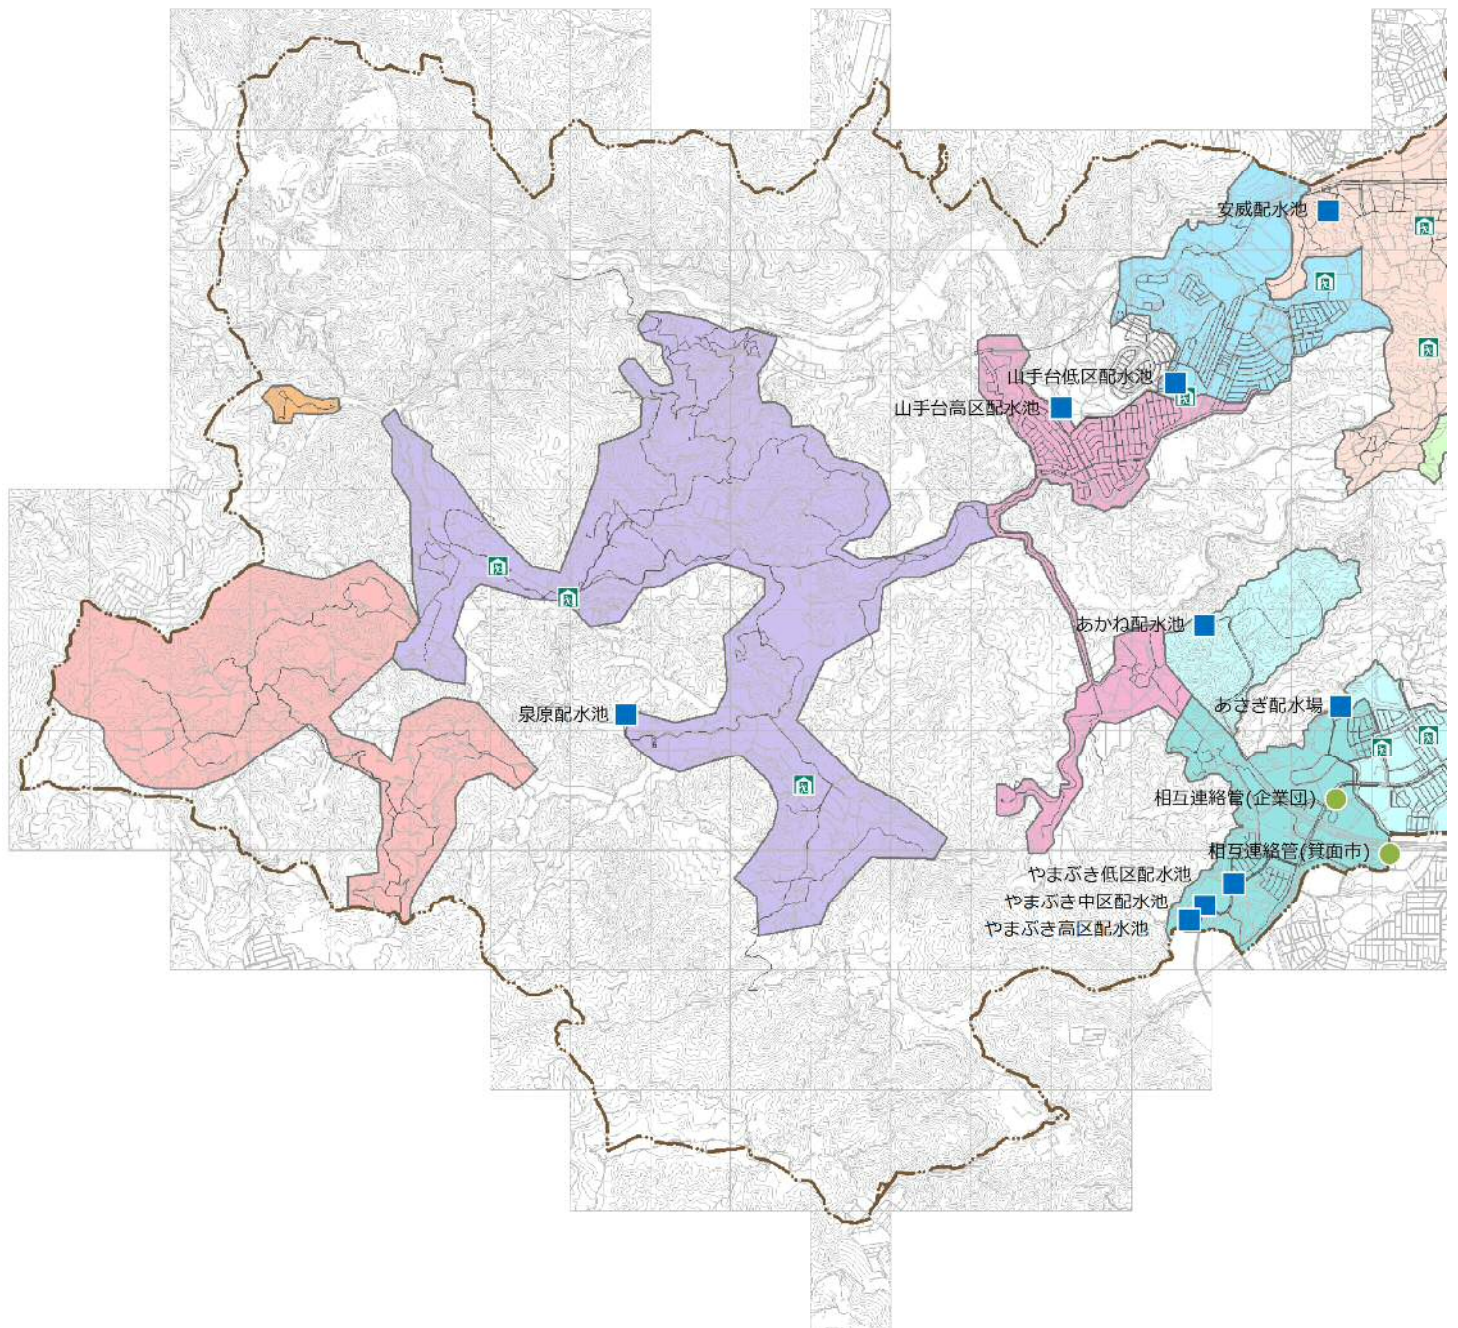 安威配水池
山手台低区配水池
山手台高区配水池
あかね配水池
あさぎ配水場
泉原配水池
相互連絡管(企業団)
相互連絡管(箕面市)
やまぶき低区配水池
やまぶき中区配水池
やまぶき高区配水池